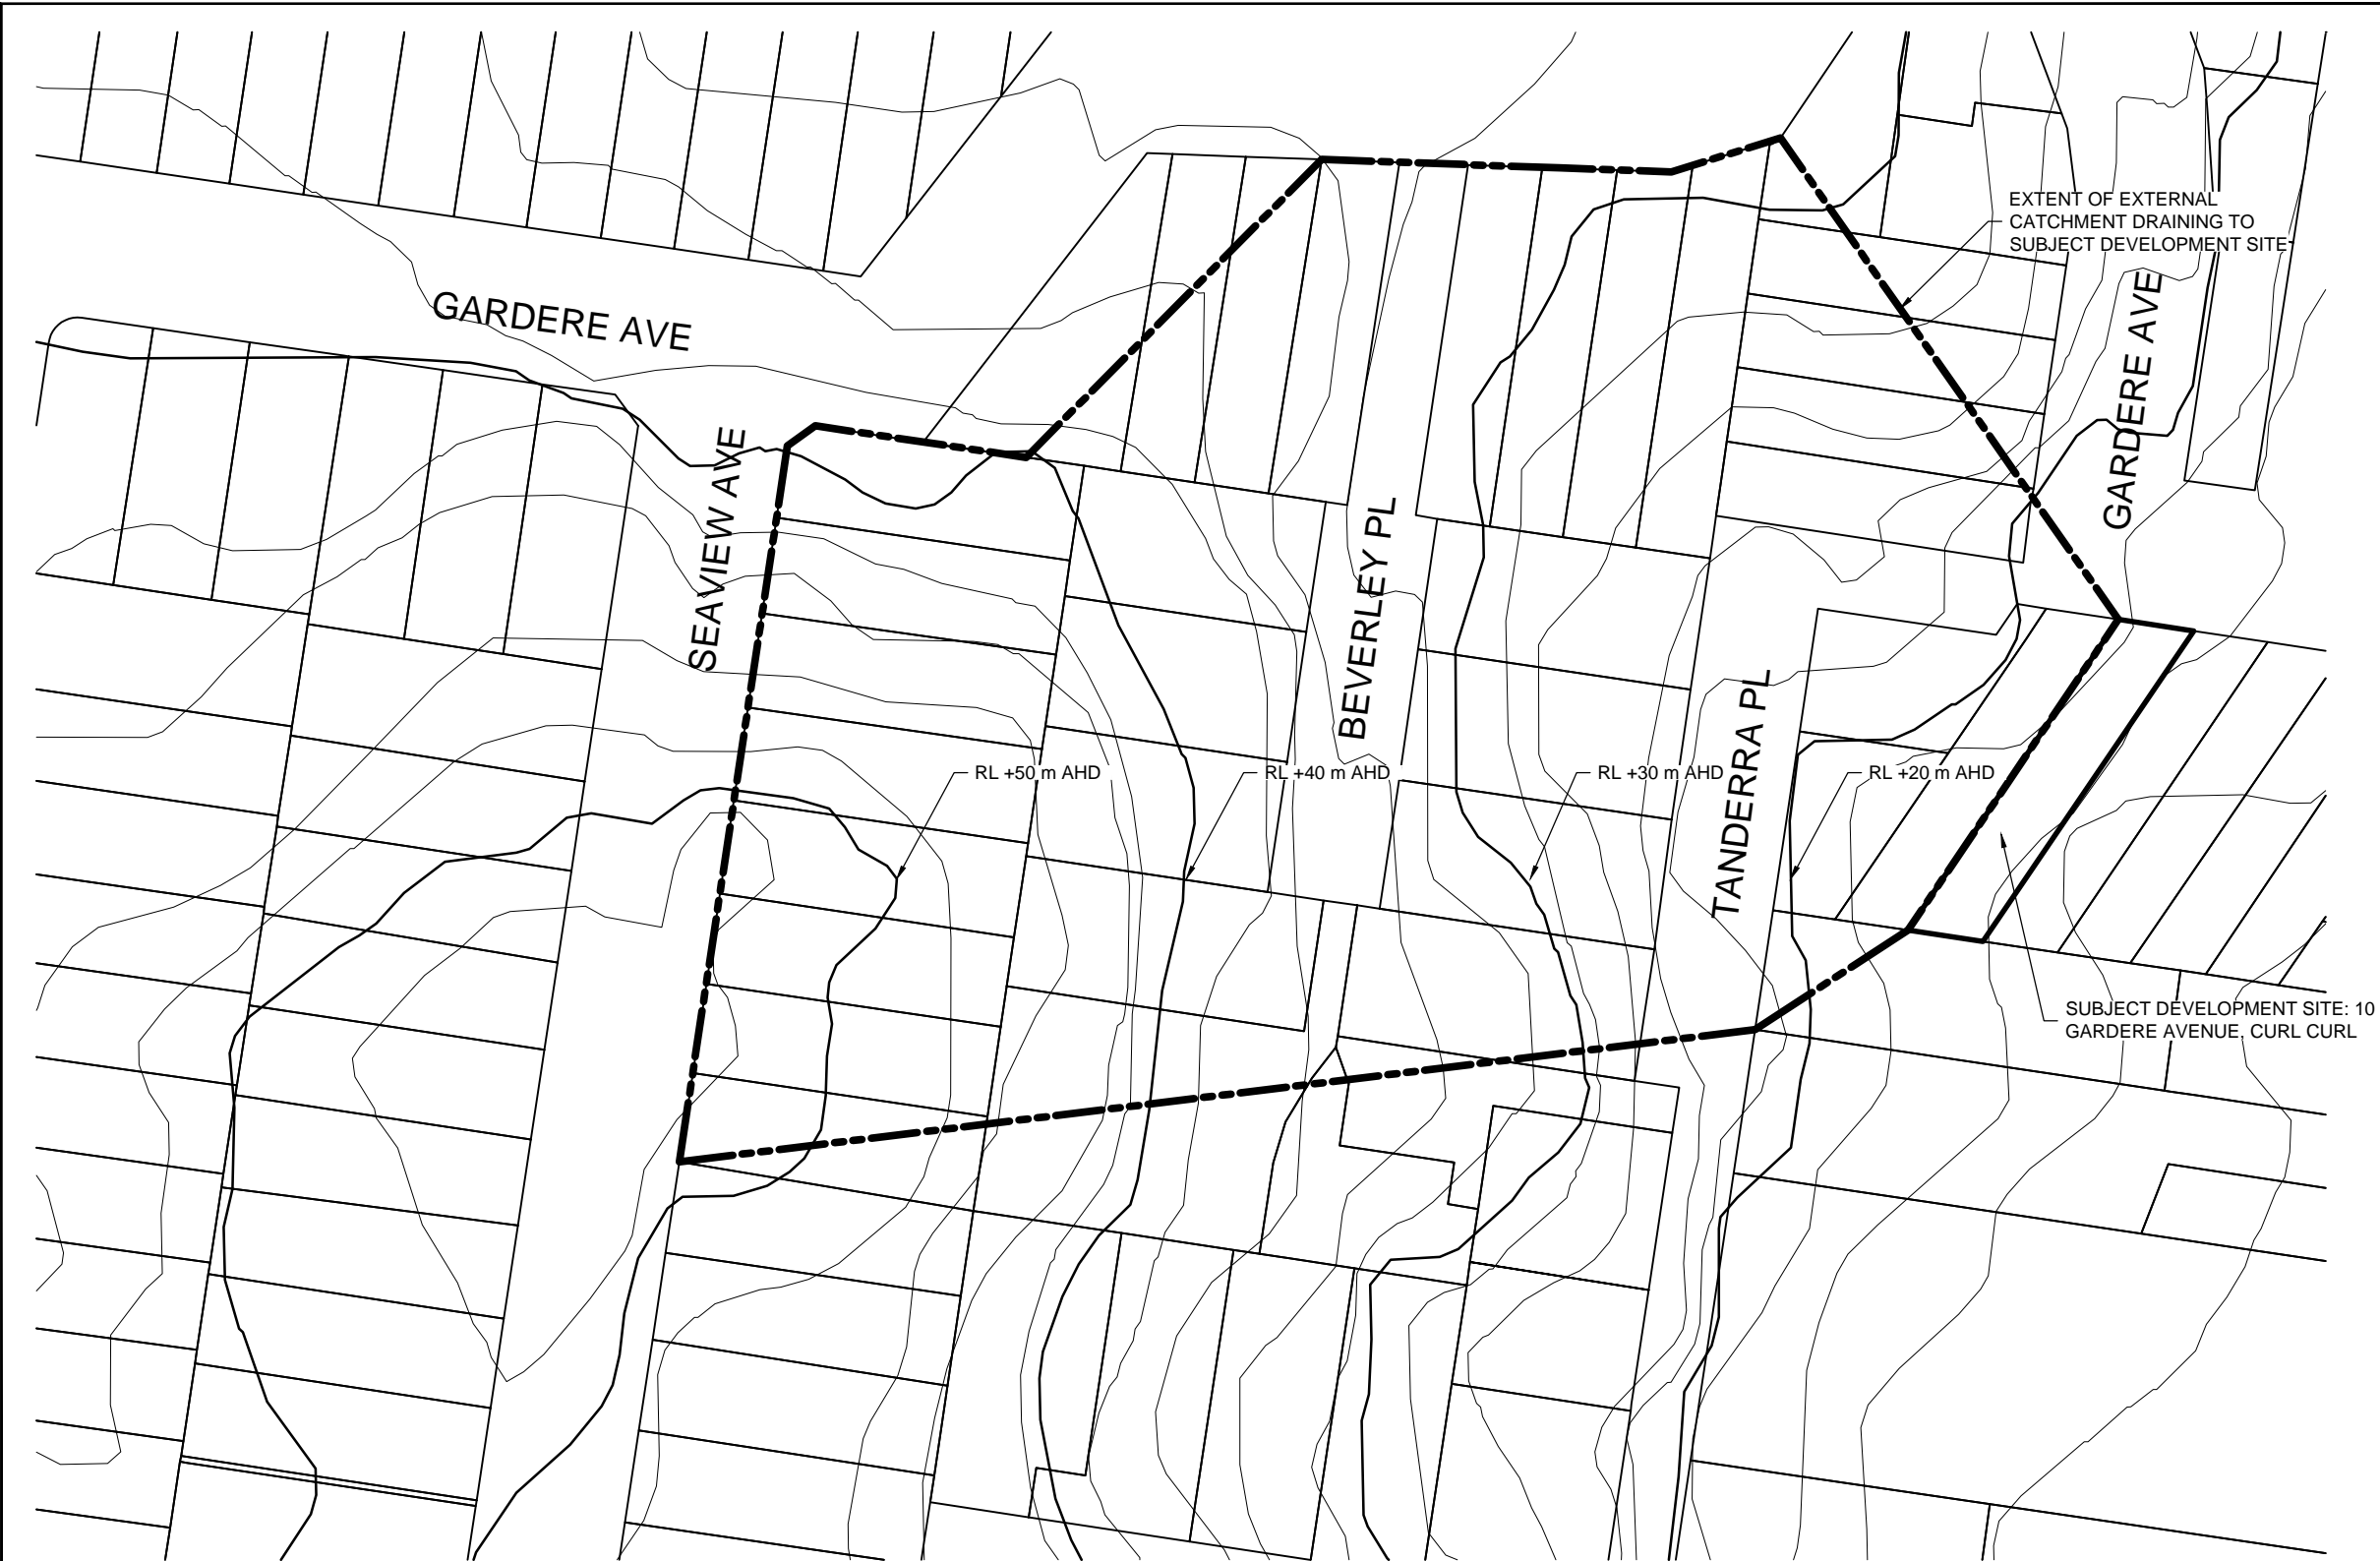 EXTENT OF EXTERNAL
CATCHMENT DRAINING TO
SUBJECT DEVELOPMENT SITE
GARDERE AVE
GARDERE AVE
SEAVIEW AVE
BEVERLEY PL
TANDERRA PL
RL +50 m AHD
RL +40 m AHD
RL +30 m AHD
RL +20 m AHD
SUBJECT DEVELOPMENT SITE: 10
GARDERE AVENUE, CURL CURL